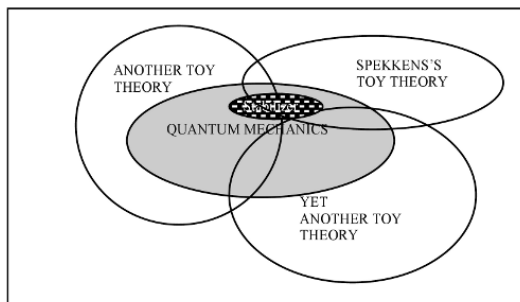 ANOTHER TOY
THEORY
SPEKKENS'S
TOY THEORY
QUANTUM MECHANICS
YET
ANOTHER TOY
THEORY